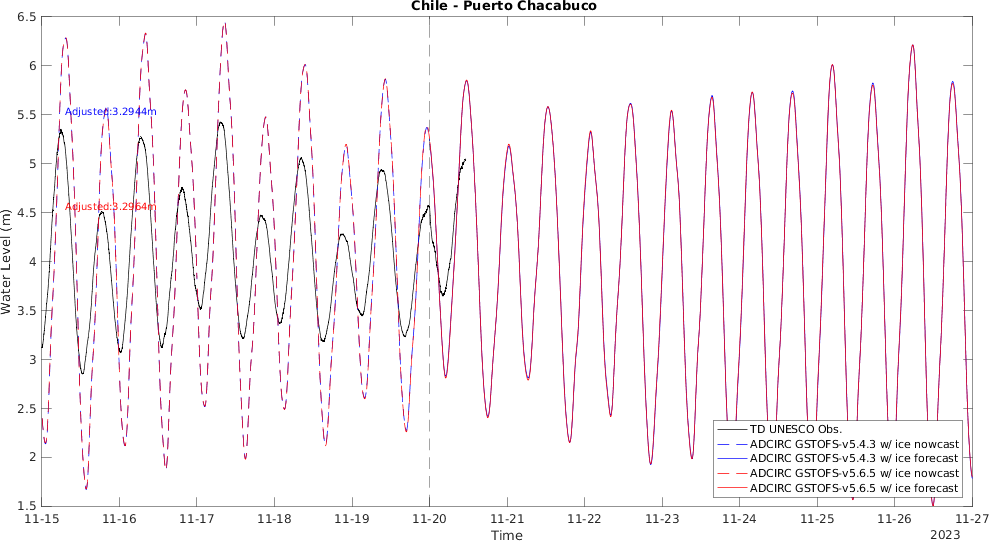 Chile - Puerto Chacabuco
6.5
6
5.5
5
4.5
4
3.5
3
2.5
2
1.5
Water Level (m)
Adjusted:3.2944m
Adjusted:3.2964m
TD UNESCO Obs.
ADCIRC GSTOFS-v5.4.3 w/ ice nowcast
ADCIRC GSTOFS-v5.4.3 w/ ice forecast
ADCIRC GSTOFS-v5.6.5 w/ ice nowcast
ADCIRC GSTOFS-v5.6.5 w/ ice forecast
11-15 11-16 11-17 11-18 11-19 11-20 11-21 11-22 11-23 11-24 11-25 11-26 11-27
Time
2023